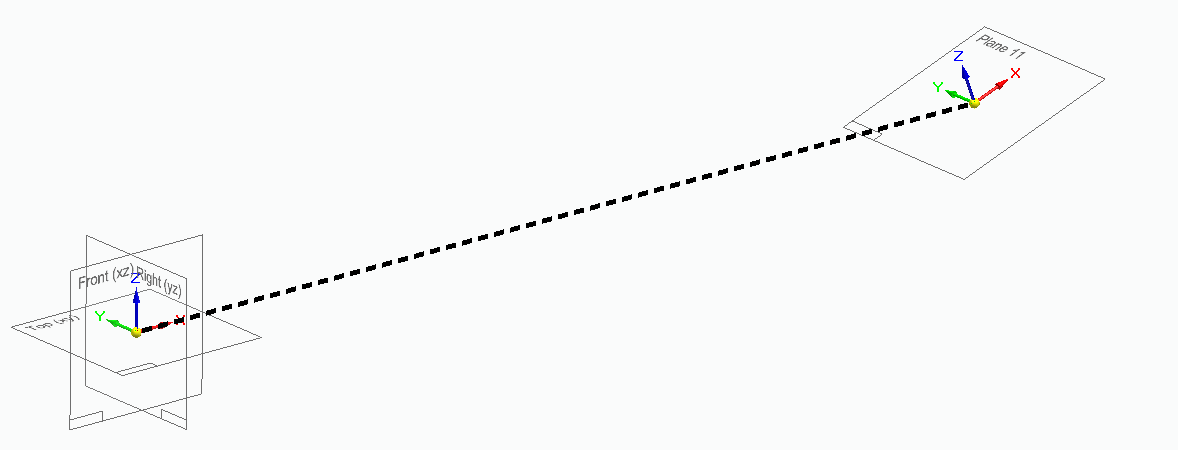 Plane 11
Z
X
Y
Front (xz)
Right (yz)
Z
Top (xy)
Y
X